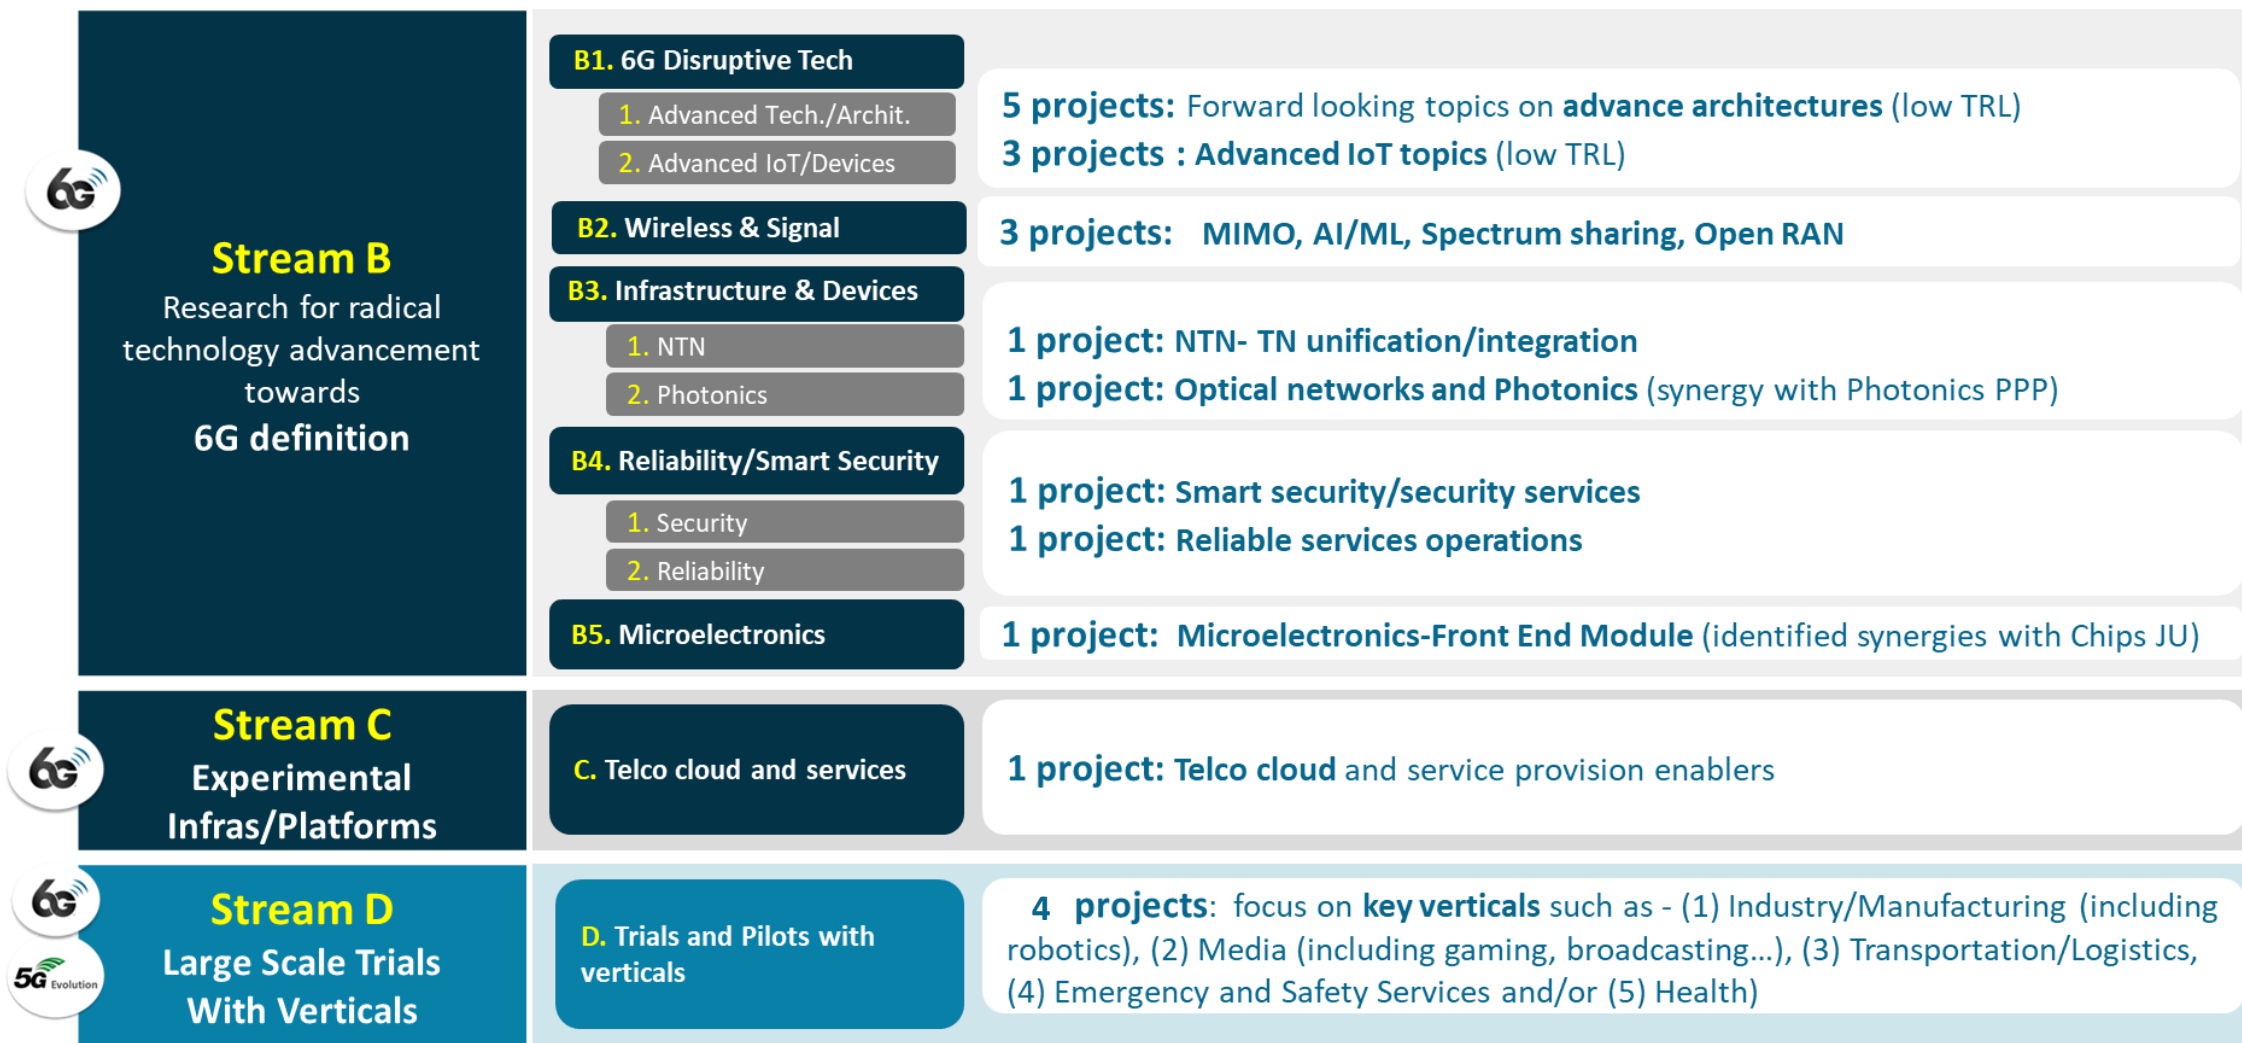 6G
Stream B
Research for radical
technology advancement
towards
6G definition
B1. 6G Disruptive Tech
1. Advanced Tech./Archit.
2. Advanced IoT/Devices
5 projects: Forward looking topics on advance architectures (low TRL)
3 projects : Advanced IoT topics (low TRL)
B2. Wireless & Signal
3 projects: MIMO, AI/ML, Spectrum sharing, Open RAN
B3. Infrastructure & Devices
1. NTN
2. Photonics
1 project: NTN- TN unification/integration
1 project: Optical networks and Photonics (synergy with Photonics PPP)
B4. Reliability/Smart Security
1. Security
2. Reliability
1 project: Smart security/security services
1 project: Reliable services operations
B5. Microelectronics
1 project: Microelectronics-Front End Module (identified synergies with Chips JU)
6G
Stream C
Experimental
Infras/Platforms
C. Telco cloud and services
1 project: Telco cloud and service provision enablers
6G
5G Evolution
Stream D
Large Scale Trials
With Verticals
D. Trials and Pilots with
verticals
4 projects: focus on key verticals such as - (1) Industry/Manufacturing (including
robotics), (2) Media (including gaming, broadcasting...), (3) Transportation/Logistics,
(4) Emergency and Safety Services and/or (5) Health)